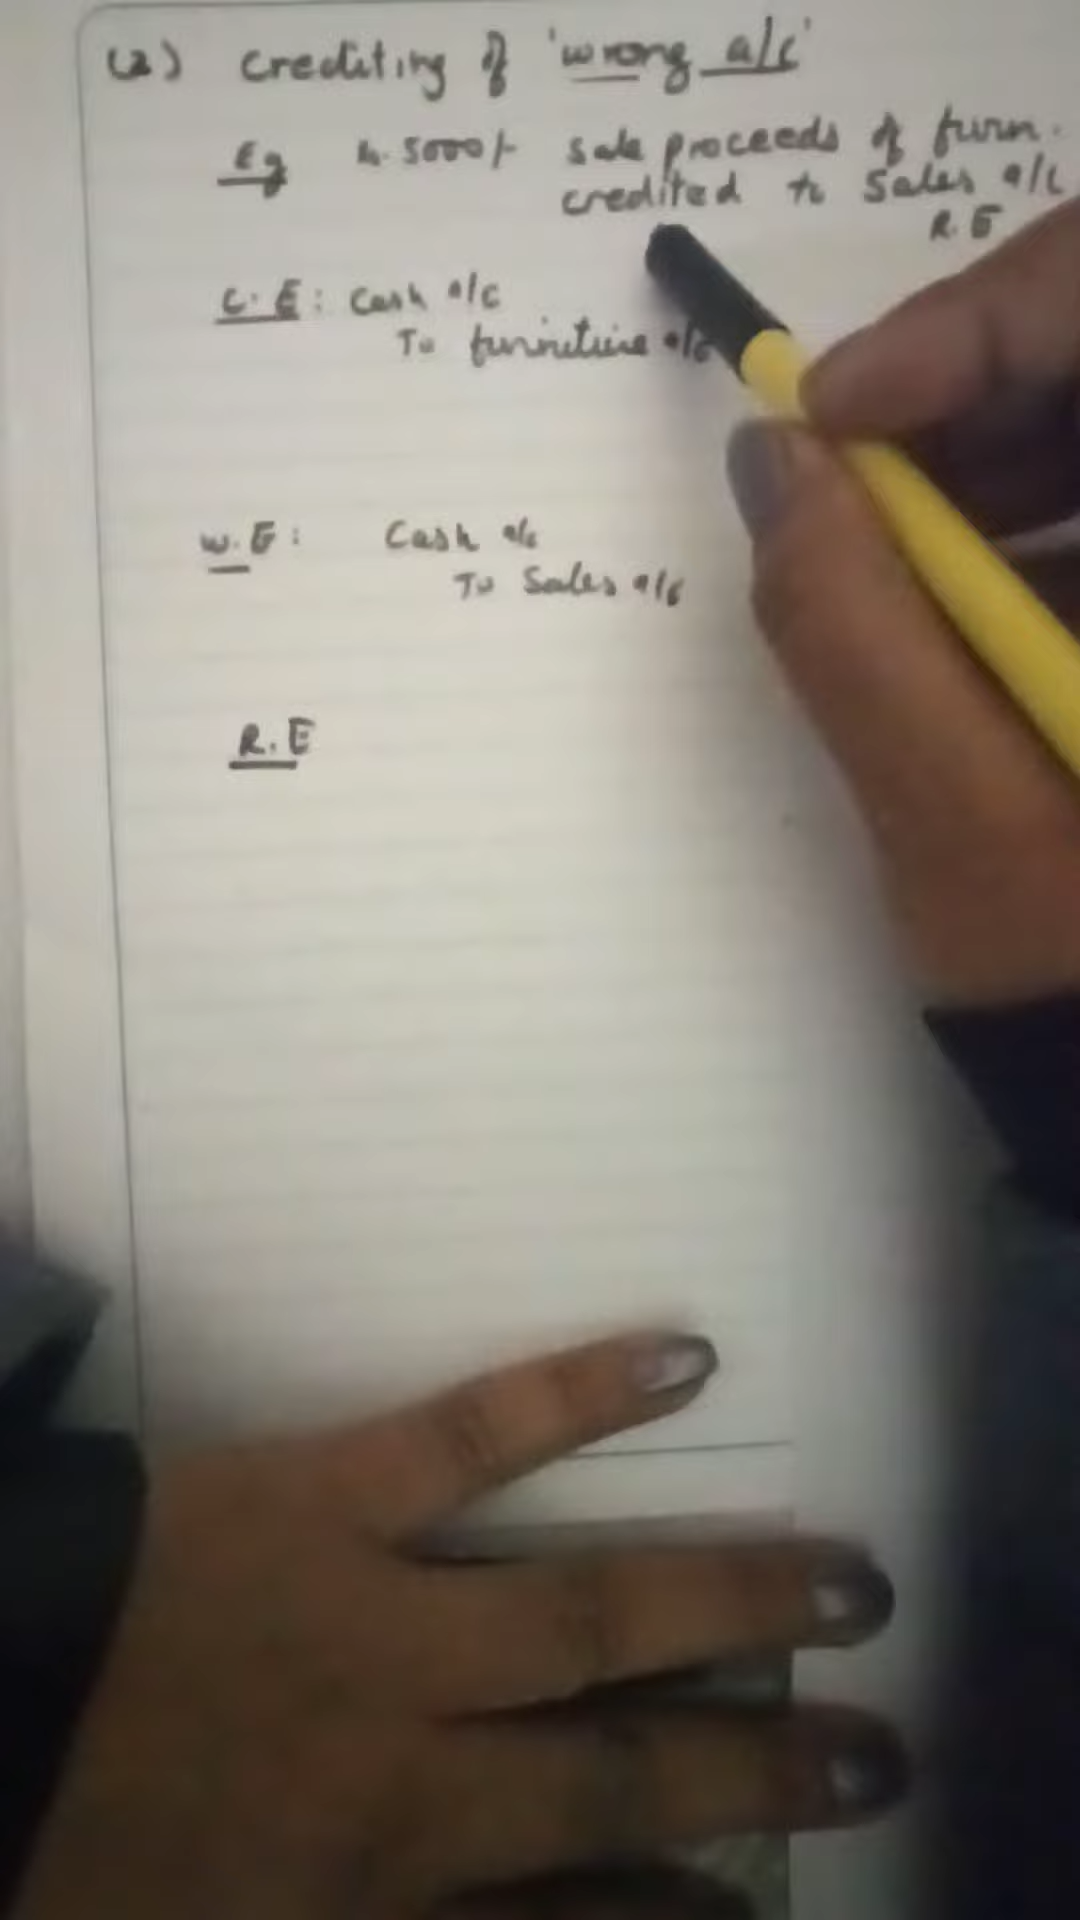 (2) crediting of 'wrong a/c'
Eg Rs. 5000/- sale proceeds of furn.
credited to Sales a/c
R.E
C.E: Cash a/c
To furniture a/c
W.E: Cash a/c
To Sales a/c
R.E